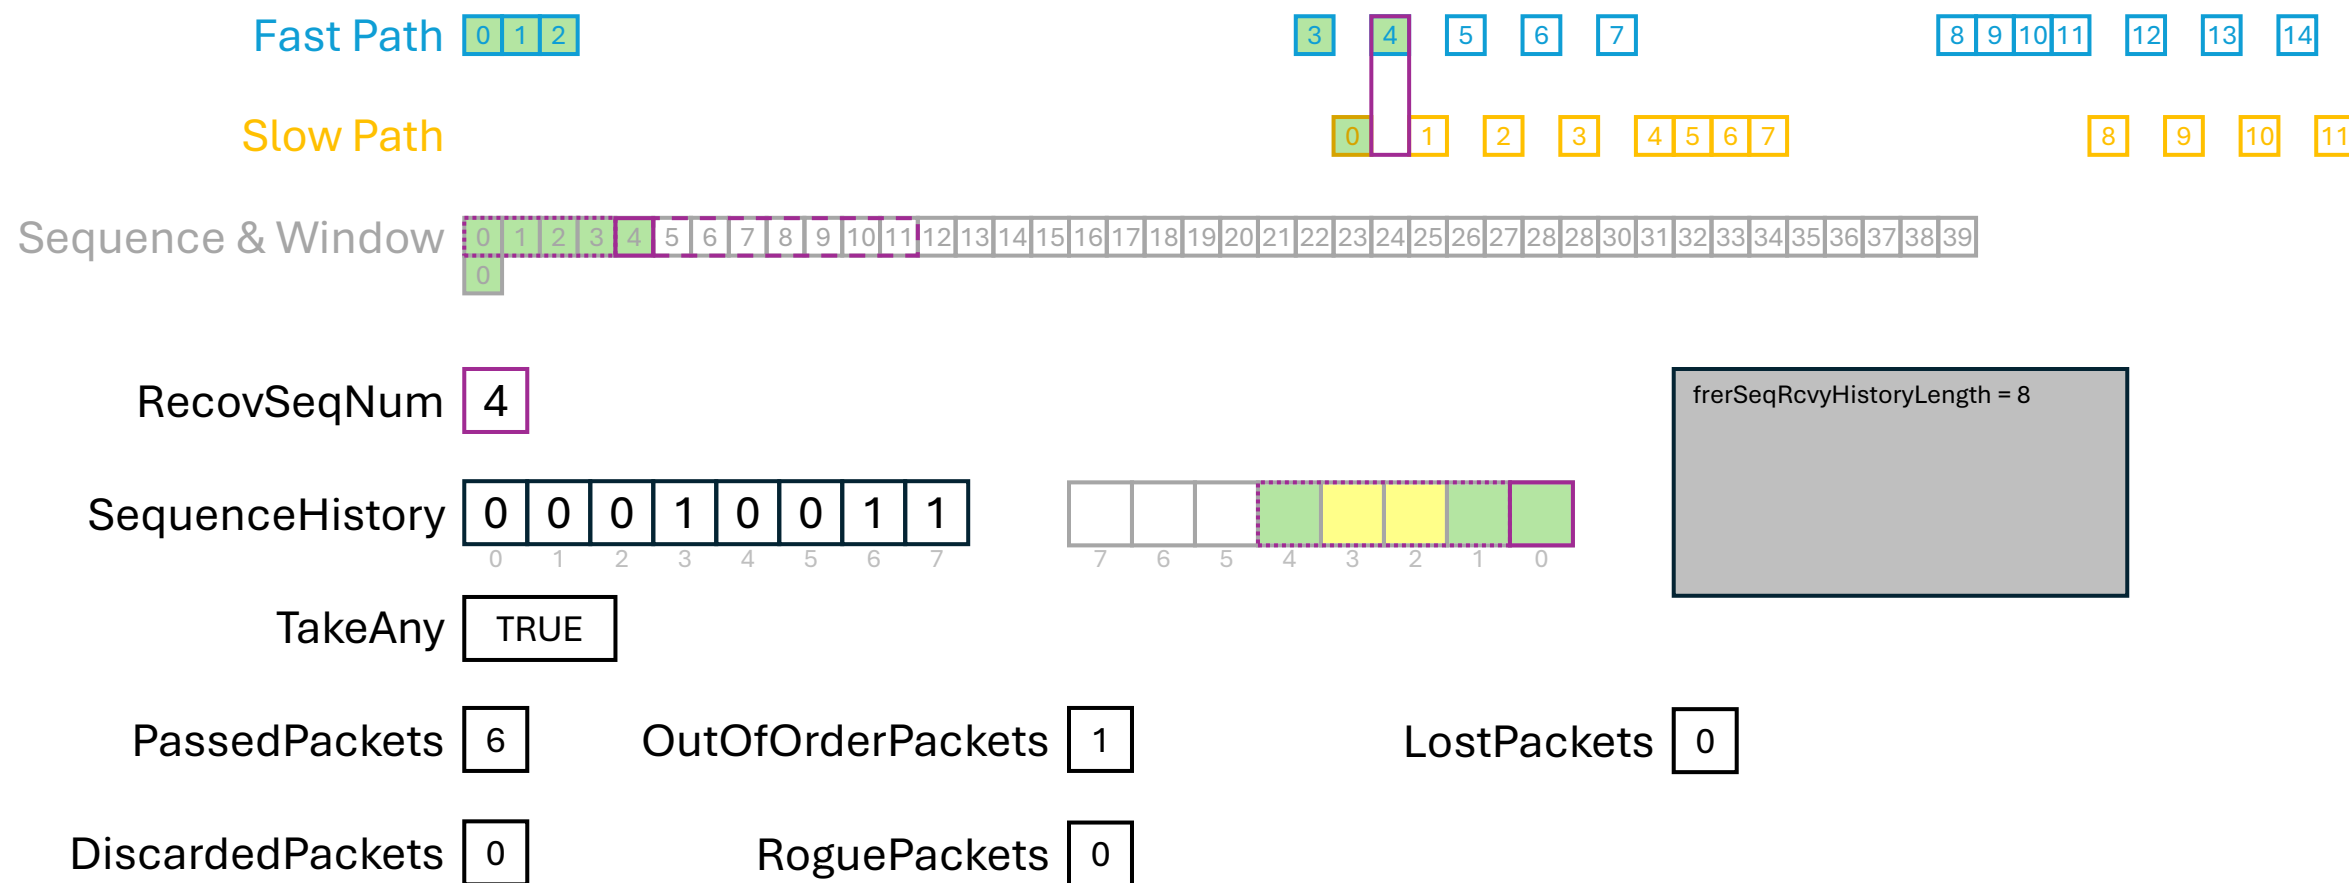 Fast Path 0 1 2 3 4 5 6 7 8 9 10 11 12 13 14
Slow Path 0 1 2 3 4 5 6 7 8 9 10 11
Sequence & Window 0 1 2 3 4 5 6 7 8 9 10 11 12 13 14 15 16 17 18 19 20 21 22 23 24 25 26 27 28 28 30 31 32 33 34 35 36 37 38 39
0
RecovSeqNum 4
frerSeqRcvyHistoryLength = 8
SequenceHistory 0 0 0 1 0 0 1 1
0 1 2 3 4 5 6 7 7 6 5 4 3 2 1 0
TakeAny TRUE
PassedPackets 6 OutOfOrderPackets 1 LostPackets 0
DiscardedPackets 0 RoguePackets 0